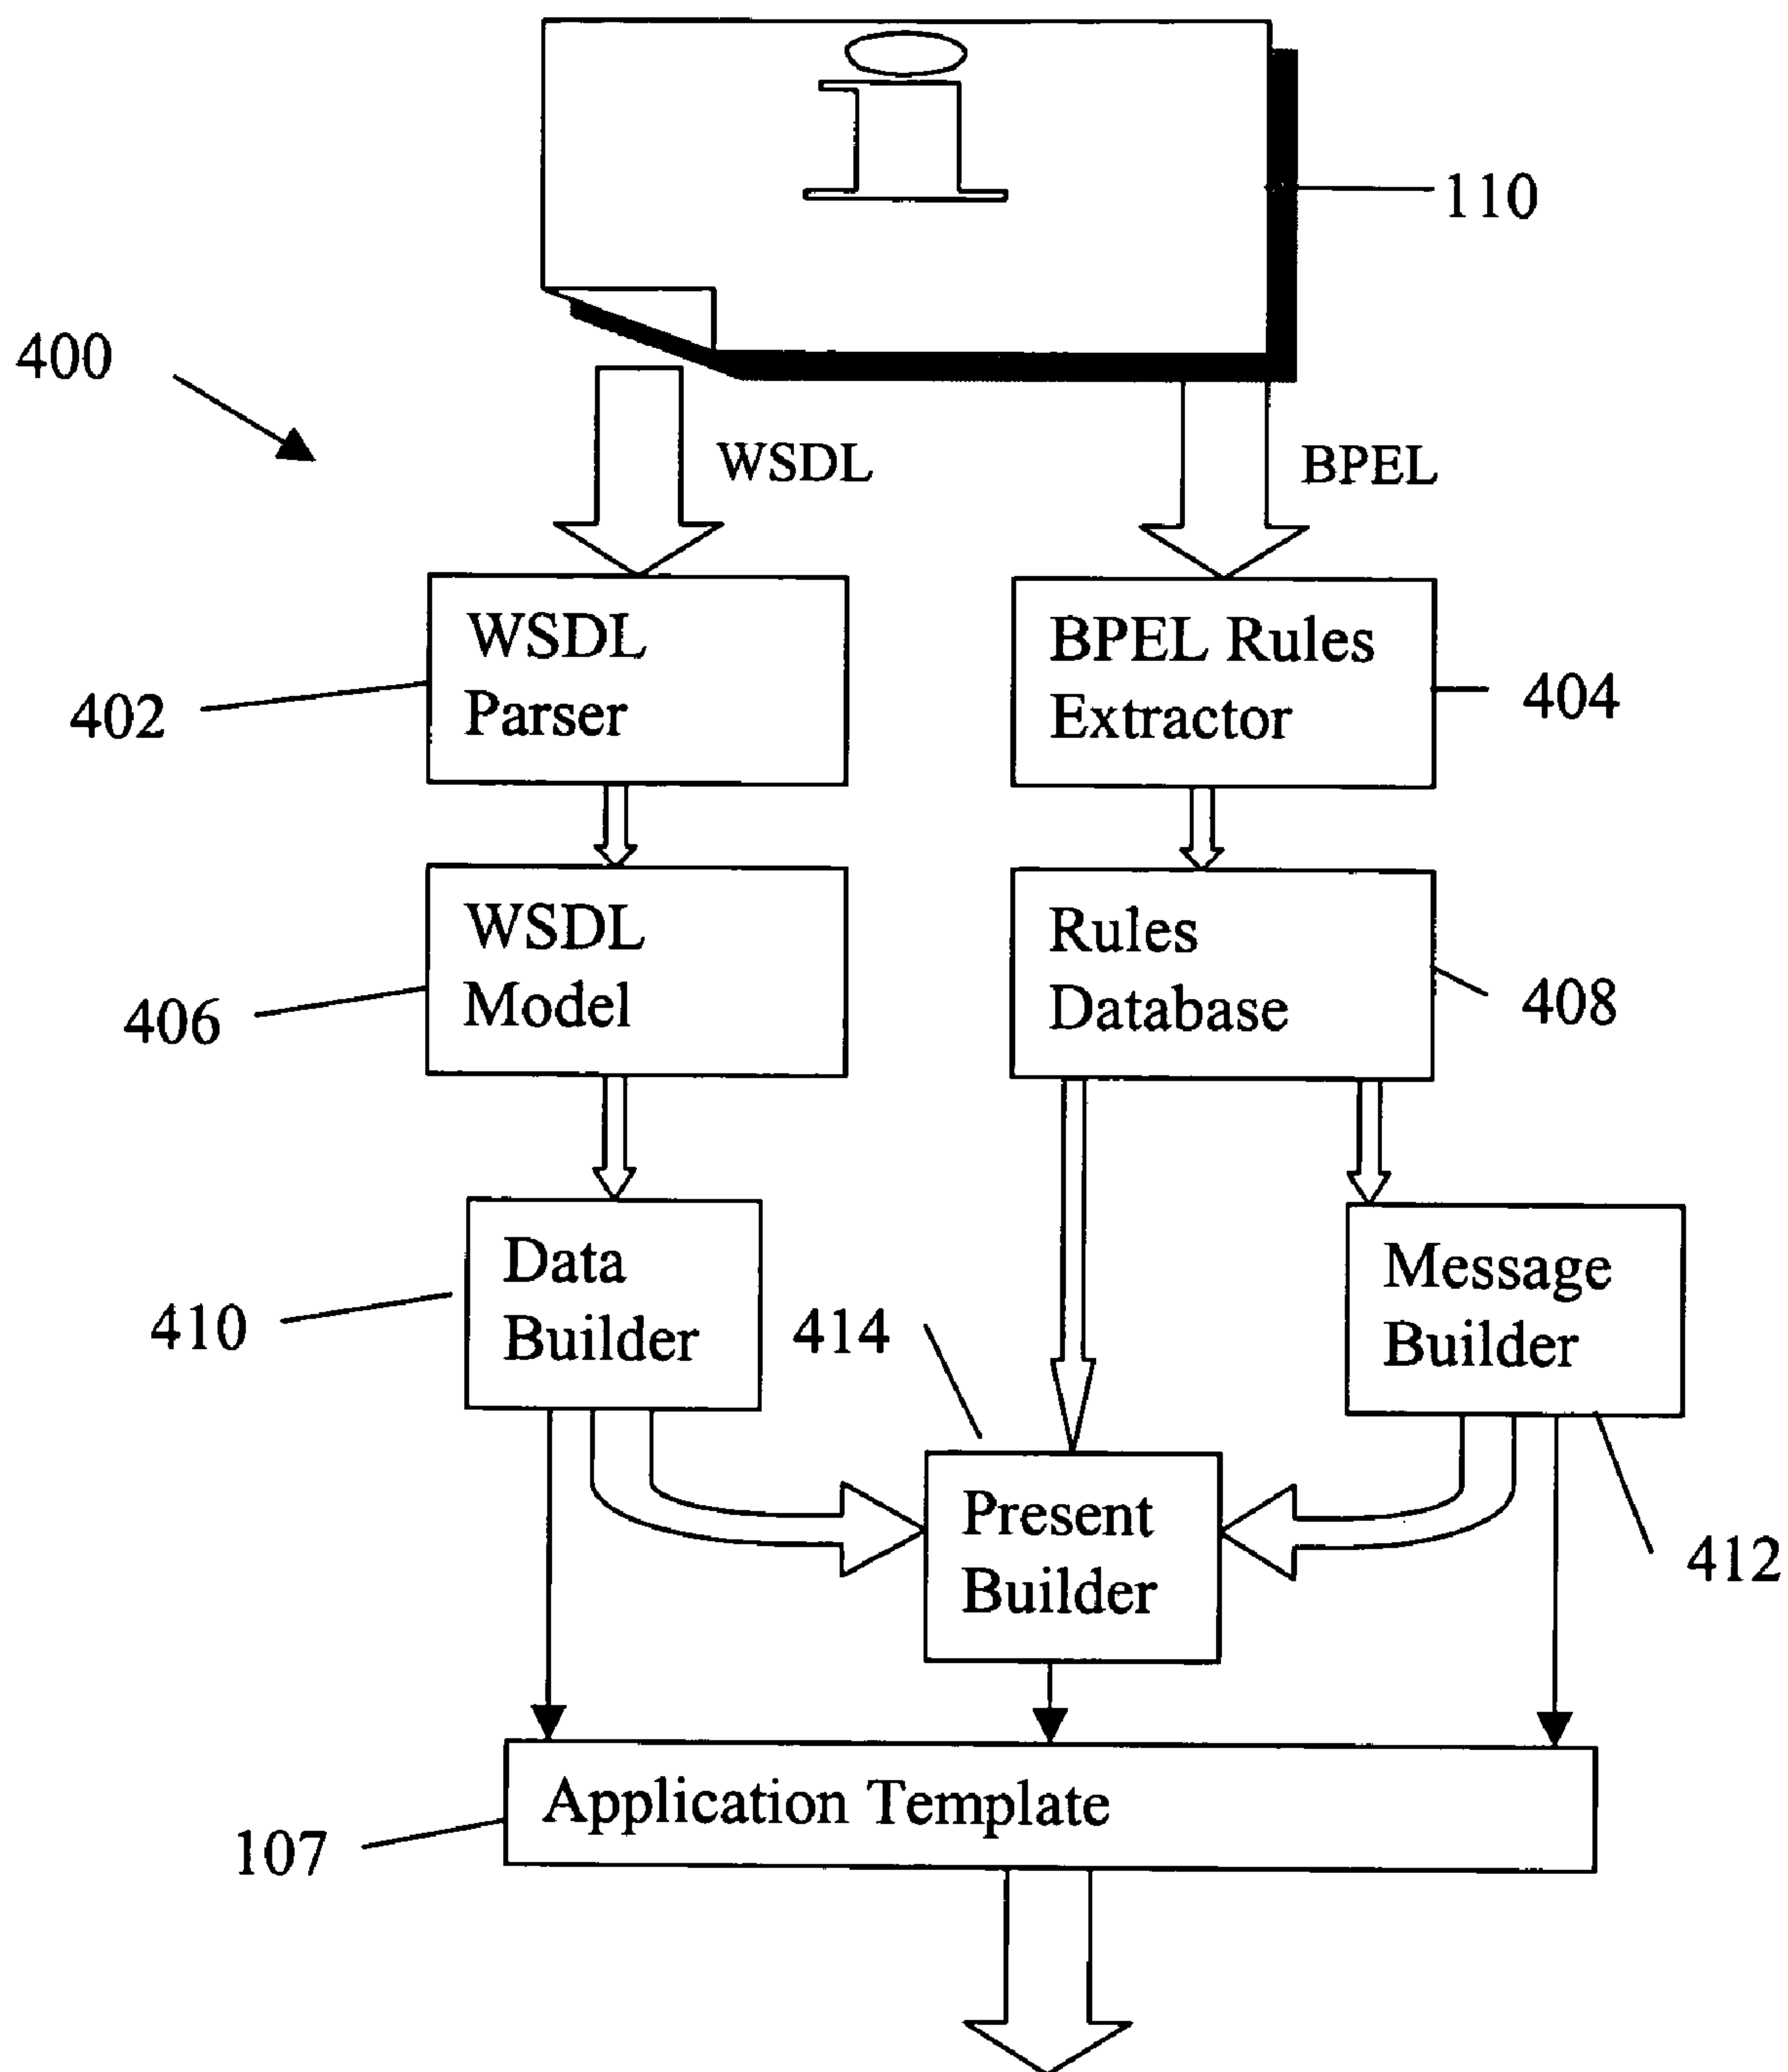 i
110
400
WSDL
BPEL
WSDL
Parser
BPEL Rules
Extractor
402
404
WSDL
Model
Rules
Database
406
408
Data
Builder
Message
Builder
410
414
Present
Builder
412
Application Template
107